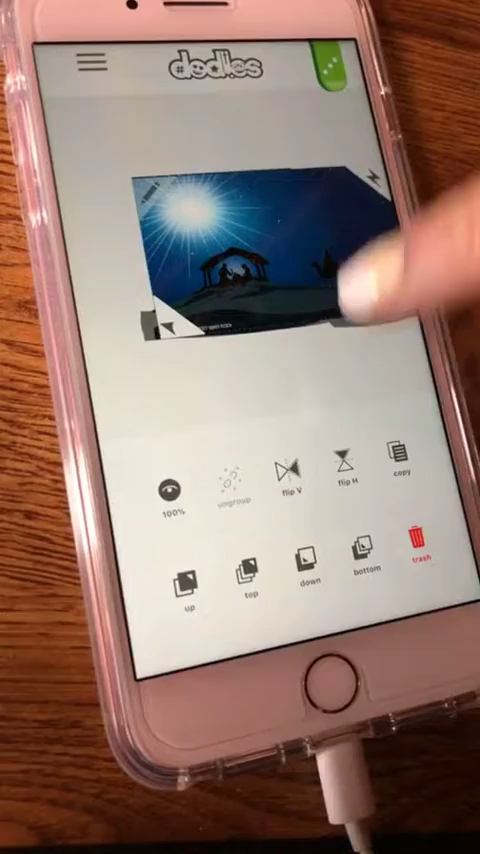 #dodles
100%
ungroup
flip V
flip H
copy
up
top
down
bottom
trash